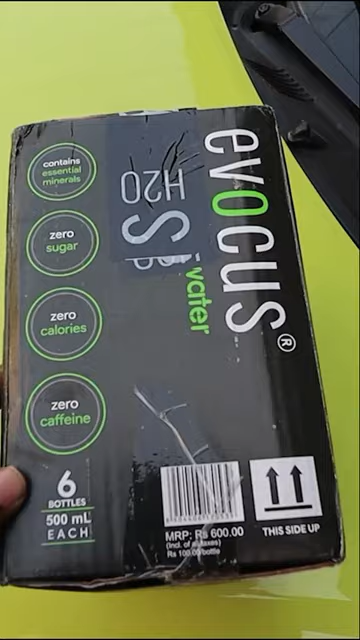 contains
essential
minerals
zero
sugar
zero
calories
zero
caffeine
6
BOTTLES
500 mL
EACH
evocus®
H2O
S
water
MRP: Rs 600.00
(Incl. of all taxes)
Rs 100.00/bottle
THIS SIDE UP